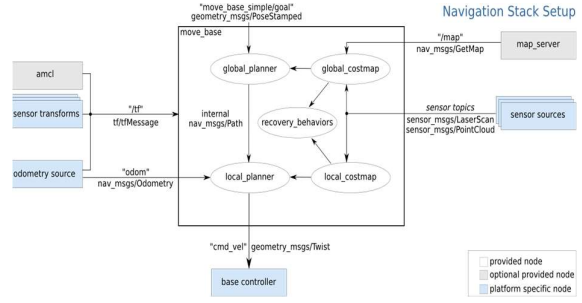 "move_base_simple/goal"
geometry_msgs/PoseStamped
Navigation Stack Setup
move_base
"/map"
nav_msgs/GetMap
map_server
amcl
global_planner
global_costmap
sensor transforms
"/tf"
tf/tfMessage
internal
nav_msgs/Path
recovery_behaviors
sensor topics
sensor_msgs/LaserScan
sensor_msgs/PointCloud
sensor sources
odometry source
"odom"
nav_msgs/Odometry
local_planner
local_costmap
"cmd_vel" geometry_msgs/Twist
base controller
provided node
optional provided node
platform specific node